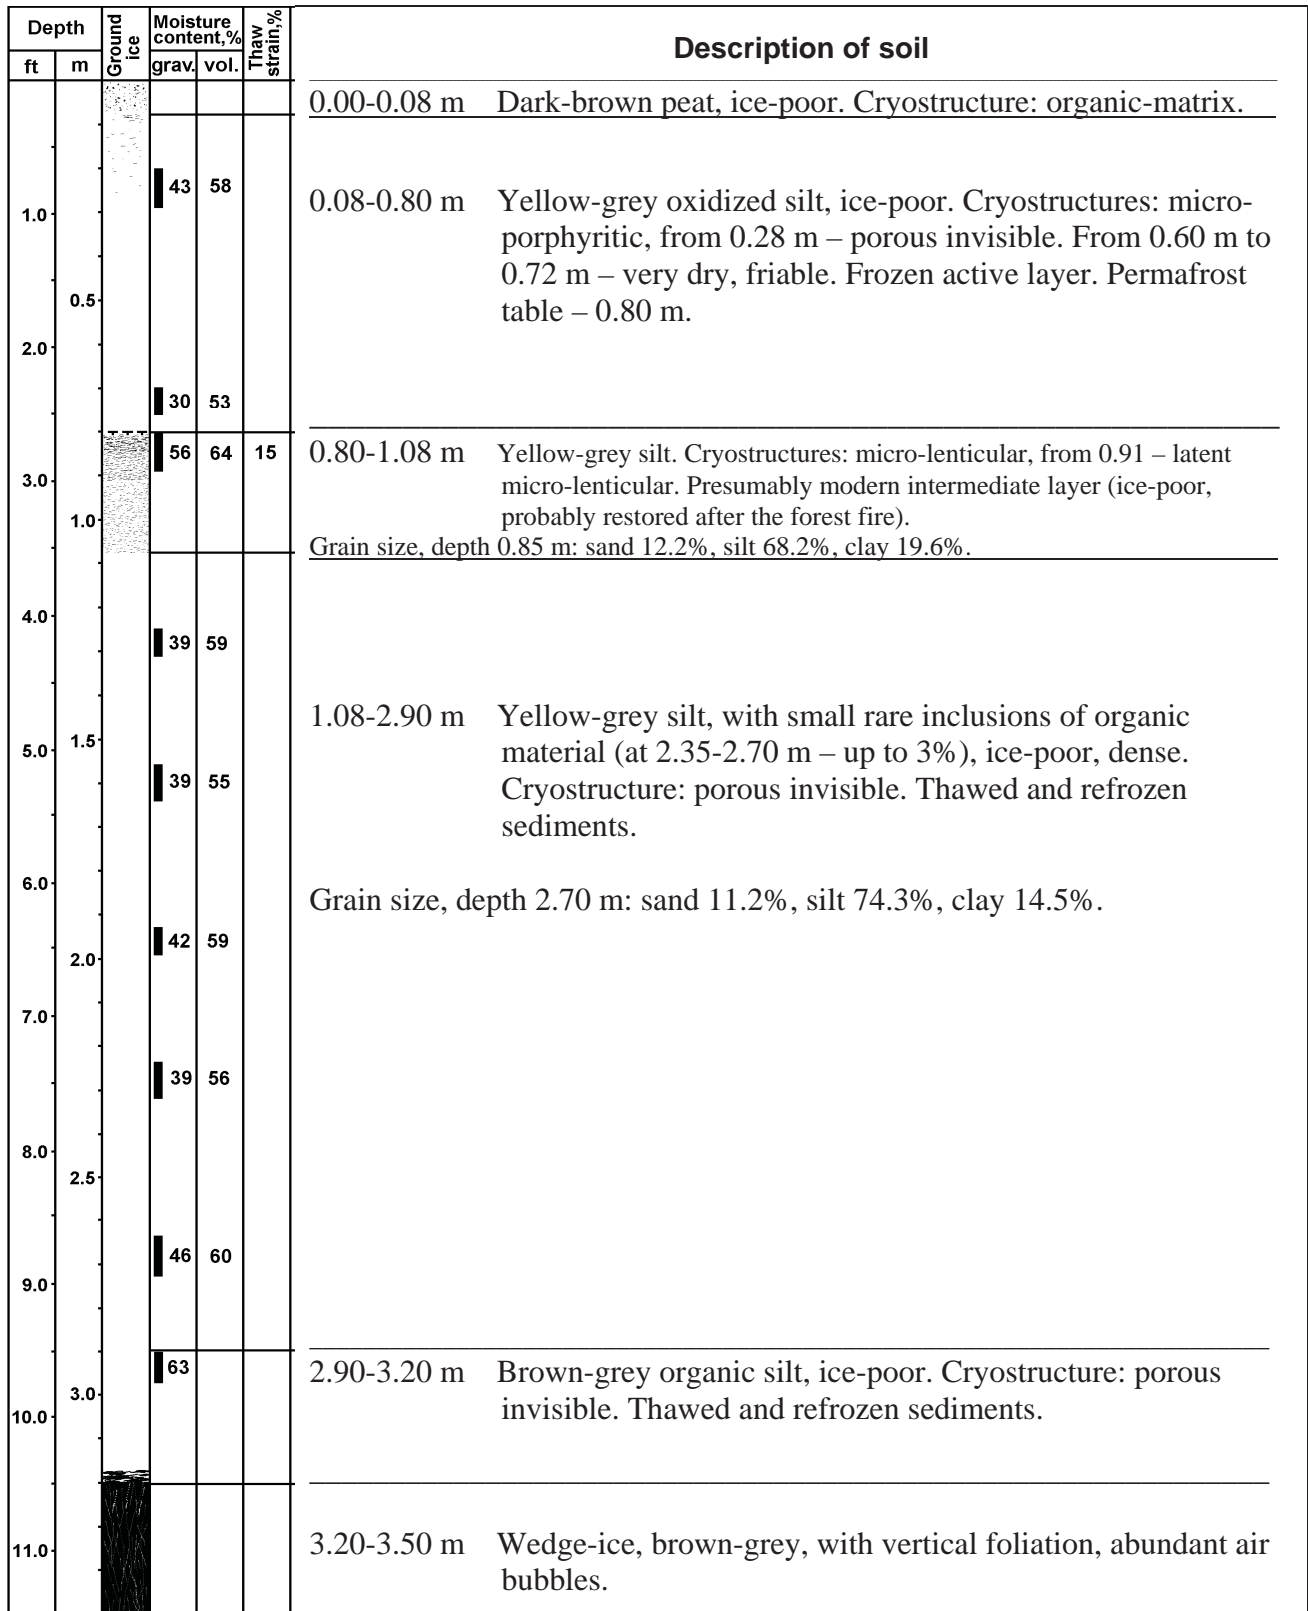 Depth
Ground ice
Moisture content,%
Thaw strain,%
Description of soil
ft m grav. vol.
0.00-0.08 m Dark-brown peat, ice-poor. Cryostructure: organic-matrix.
43 58
0.08-0.80 m Yellow-grey oxidized silt, ice-poor. Cryostructures: micro-
1.0
porphyritic, from 0.28 m – porous invisible. From 0.60 m to
0.72 m – very dry, friable. Frozen active layer. Permafrost
0.5
table – 0.80 m.
2.0
30 53
56 64 15
0.80-1.08 m Yellow-grey silt. Cryostructures: micro-lenticular, from 0.91 – latent
3.0
micro-lenticular. Presumably modern intermediate layer (ice-poor,
1.0
probably restored after the forest fire).
Grain size, depth 0.85 m: sand 12.2%, silt 68.2%, clay 19.6%.
4.0
39 59
1.08-2.90 m Yellow-grey silt, with small rare inclusions of organic
5.0
1.5
material (at 2.35-2.70 m – up to 3%), ice-poor, dense.
39 55
Cryostructure: porous invisible. Thawed and refrozen
sediments.
6.0
Grain size, depth 2.70 m: sand 11.2%, silt 74.3%, clay 14.5%.
42 59
2.0
7.0
39 56
8.0
2.5
46 60
9.0
63
2.90-3.20 m Brown-grey organic silt, ice-poor. Cryostructure: porous
3.0
invisible. Thawed and refrozen sediments.
10.0
3.20-3.50 m Wedge-ice, brown-grey, with vertical foliation, abundant air
11.0
bubbles.